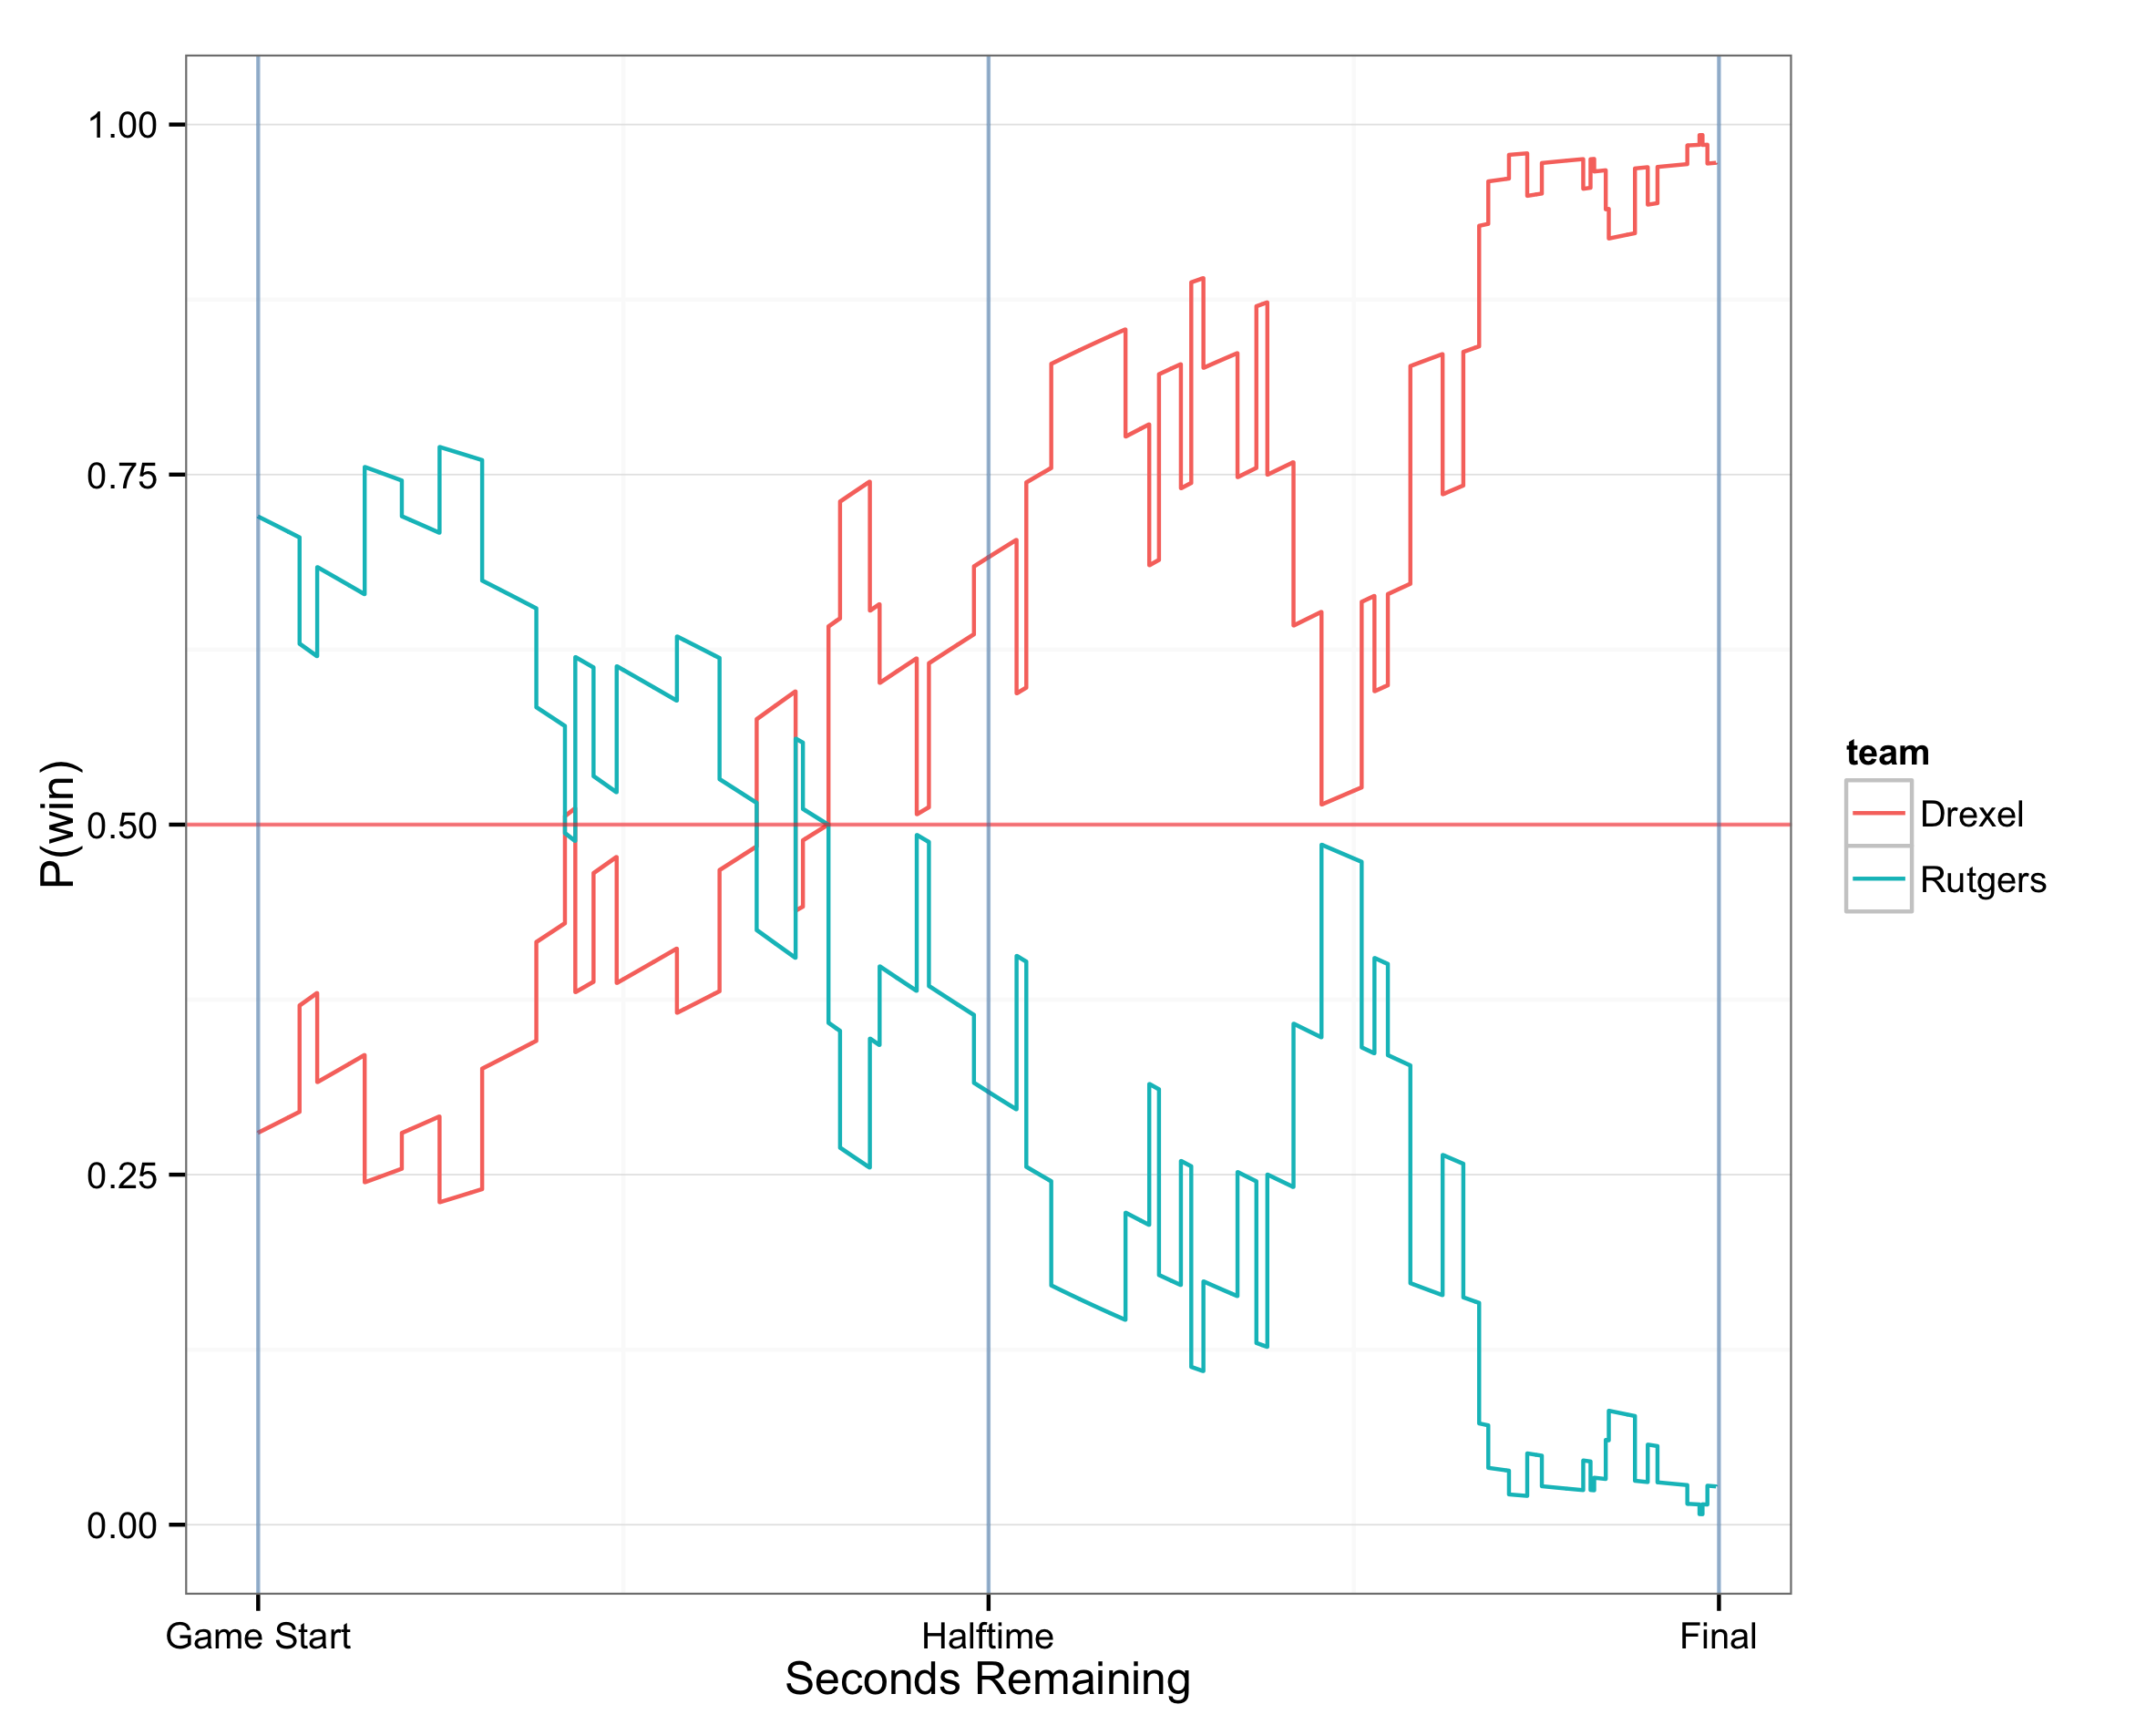 P(win)
1.00
0.75
0.50
0.25
0.00
Game Start
Halftime
Final
Seconds Remaining
team
Drexel
Rutgers